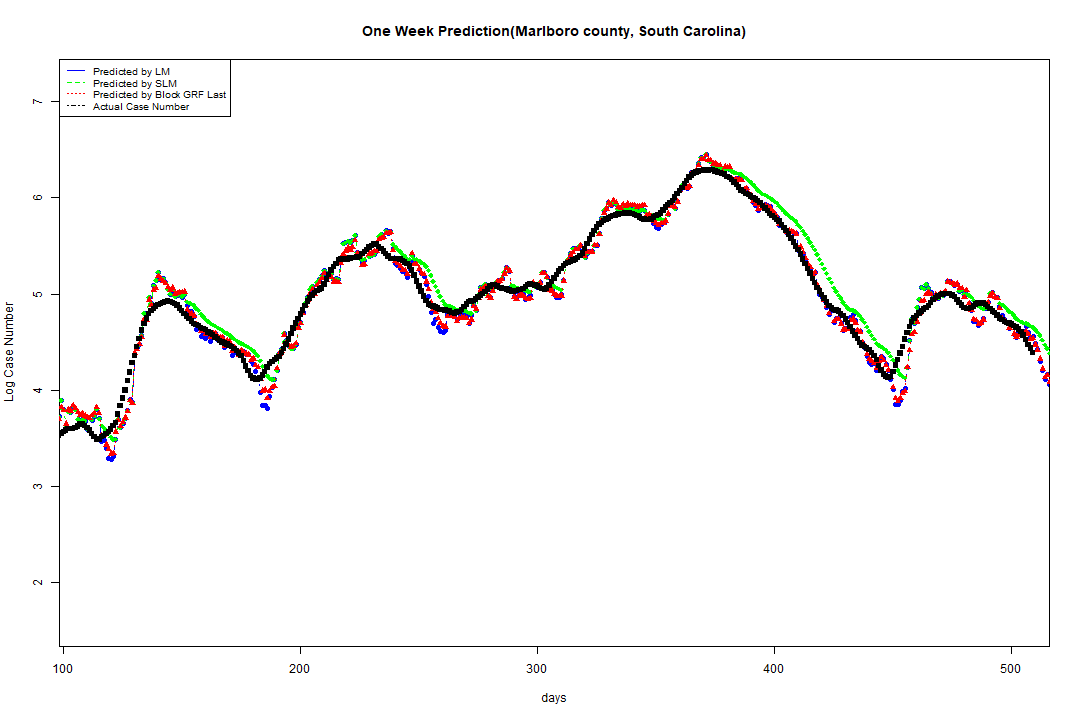 One Week Prediction(Marlboro county, South Carolina)
Predicted by LM
Predicted by SLM
Predicted by Block GRF Last
Actual Case Number
7
6
5
4
3
2
Log Case Number
100 200 300 400 500
days